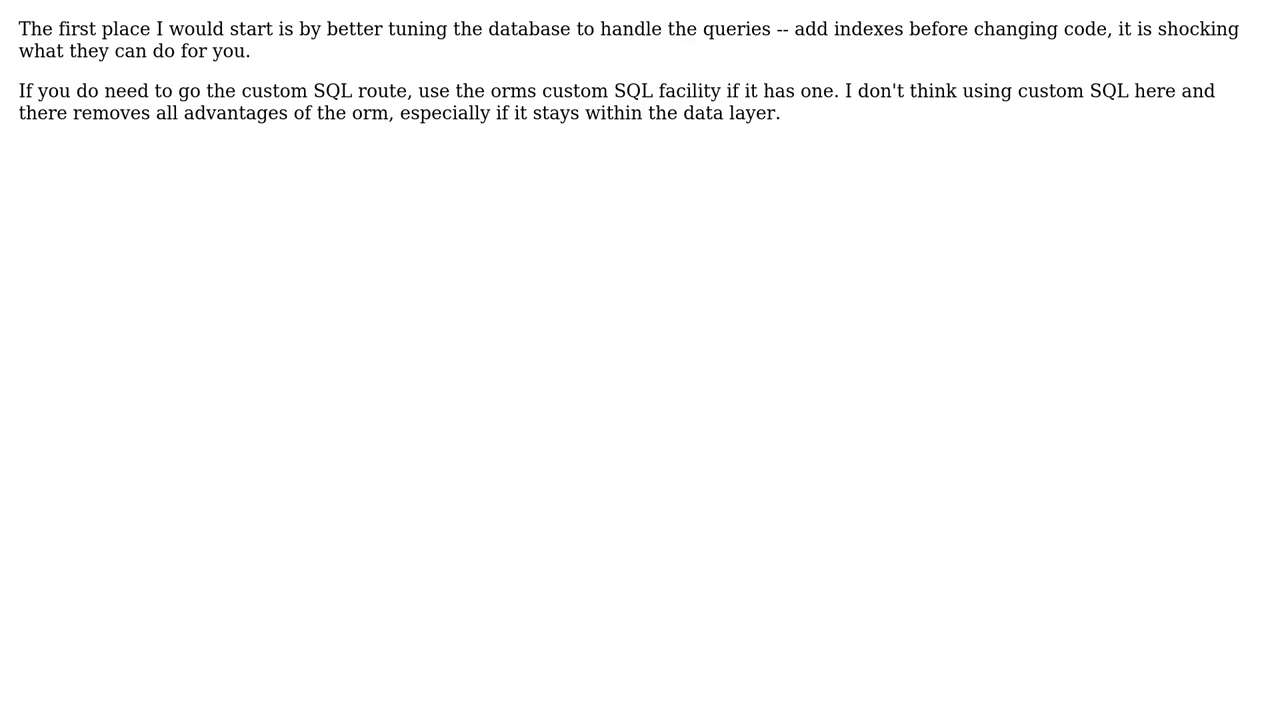 The first place I would start is by better tuning the database to handle the queries -- add indexes before changing code, it is shocking
what they can do for you.
If you do need to go the custom SQL route, use the orms custom SQL facility if it has one. I don't think using custom SQL here and
there removes all advantages of the orm, especially if it stays within the data layer.